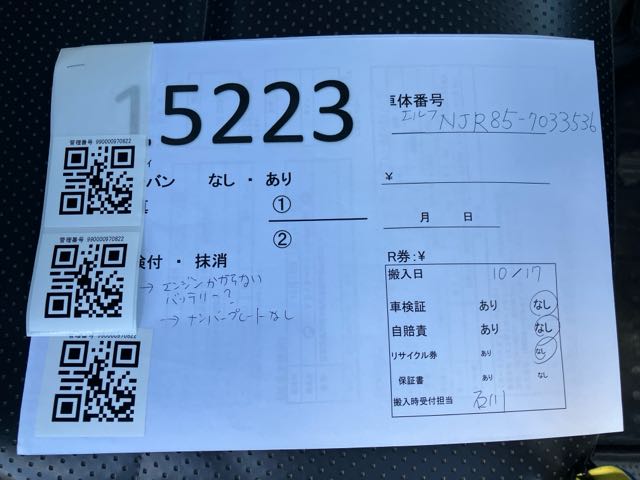 15223
車体番号
エルフ NJR85-7033536
管理番号 990000970822
バン なし ・ あり
¥
①
月 日
②
管理番号 990000970822
検付 ・ 抹消
R券:¥
→ エンジンかからない
バッテリー?
→ ナンバープレートなし
搬入日 10/17
車検証 あり なし
自賠責 あり なし
リサイクル券 あり なし
保証書 あり なし
搬入時受付担当 石川